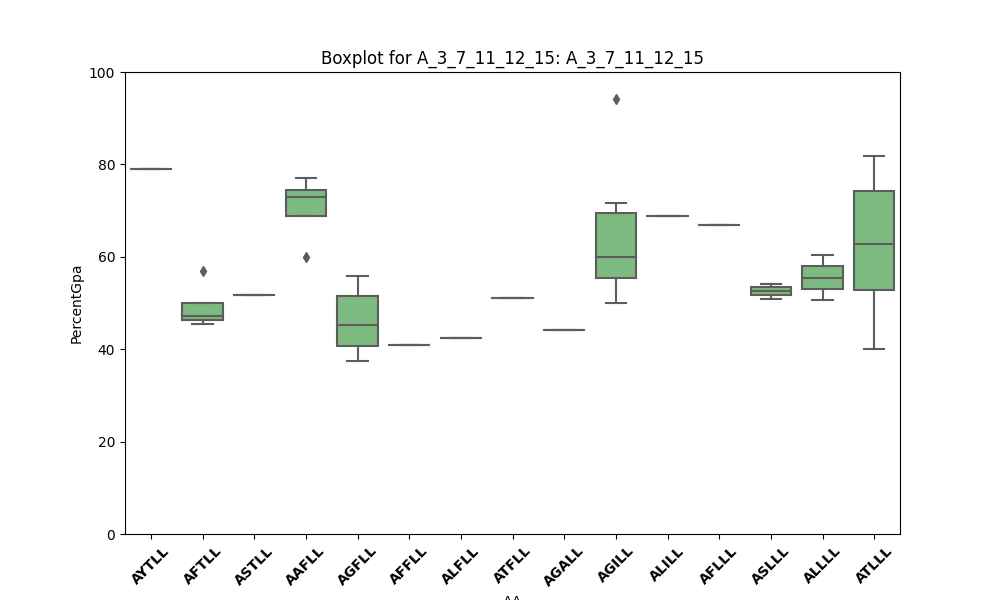 Boxplot for A_3_7_11_12_15: A_3_7_11_12_15
100
80
60
40
20
0
PercentGpa
AYTLL
AFTLL
ASTLL
AAFLL
AGFLL
AFFLL
ALFLL
ATFLL
AGALL
AGILL
ALILL
AFLLL
ASLLL
ALLLL
ATLLL
AA